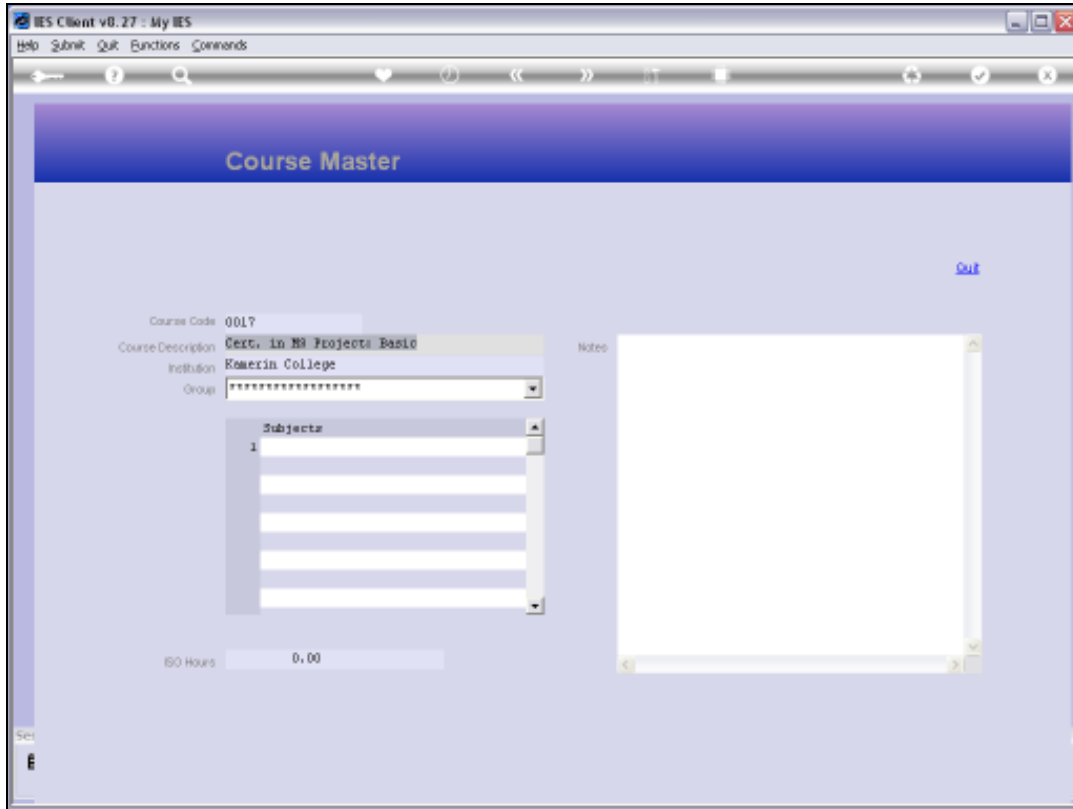 IES Client v8.27 : My IES
Help Submit Quit Functions Commands
Course Master
Quit
Course Code 0017
Course Description Cert. in MS Projects Basic
Notes
Institution Kamerin College
Group ******************
Subjects
1
ISO Hours 0.00